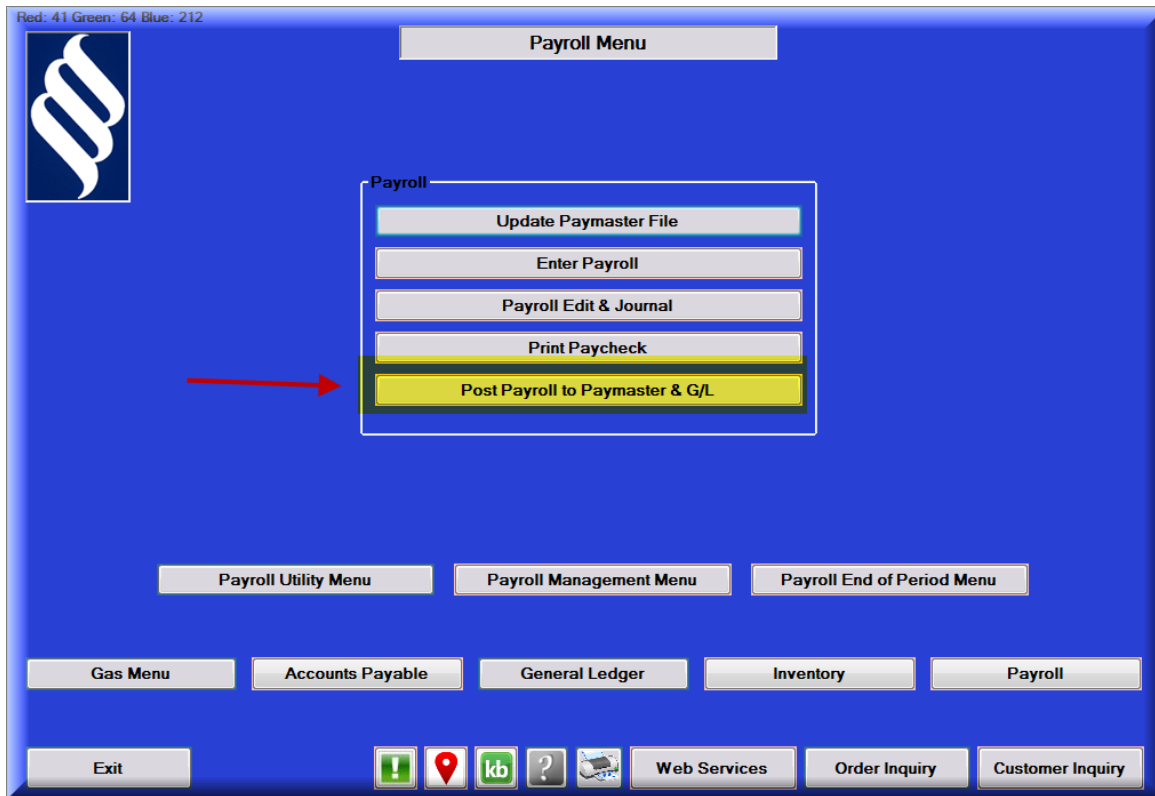 Red: 41 Green: 64 Blue: 212
Payroll Menu
Payroll
Update Paymaster File
Enter Payroll
Payroll Edit & Journal
Print Paycheck
Post Payroll to Paymaster & G/L
Payroll Utility Menu
Payroll Management Menu
Payroll End of Period Menu
Gas Menu
Accounts Payable
General Ledger
Inventory
Payroll
Exit
!
kb
?
Web Services
Order Inquiry
Customer Inquiry